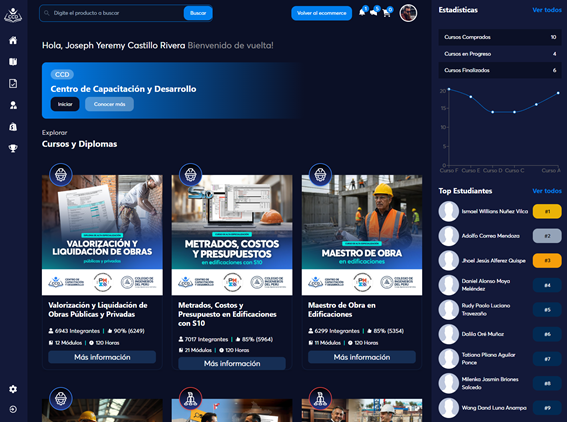 CCD
Digite el producto a buscar
Buscar
Volver al ecommerce
Hola, Joseph Yeremy Castillo Rivera Bienvenido de vuelta!
CCD
Centro de Capacitación y Desarrollo
Iniciar
Conocer más
Explorar
Cursos y Diplomas
VALORIZACIÓN Y
LIQUIDACIÓN DE OBRAS
públicas y privadas
Valorización y Liquidación de
Obras Públicas y Privadas
6943 Integrantes | 90% (6249)
12 Módulos | 120 Horas
Más información
METRADOS, COSTOS
Y PRESUPUESTOS
en edificaciones con S10
Metrados, Costos y
Presupuesto en Edificaciones
con S10
7017 Integrantes | 85% (5964)
21 Módulos | 120 Horas
Más información
MAESTRO DE OBRA
en edificaciones
Maestro de Obra en
Edificaciones
6299 Integrantes | 85% (5354)
11 Módulos | 120 Horas
Más información
Estadísticas
Ver todos
Cursos Comprados 10
Cursos en Progreso 4
Cursos Finalizados 6
20
15
10
5
0
Curso F Curso E Curso D Curso C Curso A
Top Estudiantes
Ver todos
Ismael Willians Nuñez Vilca #1
Adolfo Correa Mendoza #2
Jhoel Jesús Alferez Quispe #3
Daniel Alonso Moya
Meléndez #4
Rudy Paolo Luciano
Travezaño #5
Dalila Oré Muñoz #6
Tatiana Pliana Aguilar
Ponce #7
Milenka Jasmin Briones
Salcedo #8
Wang Dand Luna Anampa #9